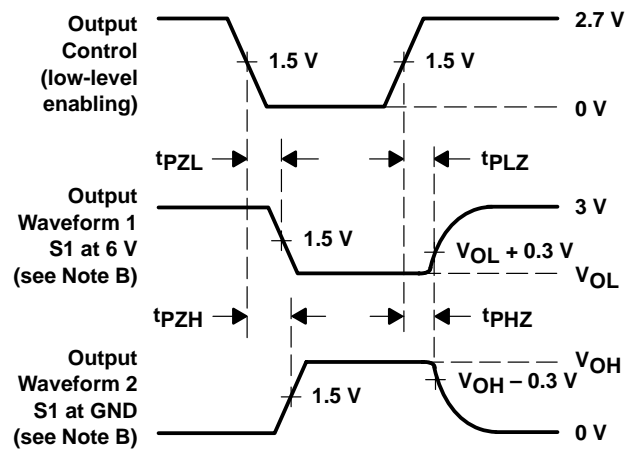 Output
Control
(low-level
enabling)
2.7 V
1.5 V
1.5 V
0 V
tPZL
tPLZ
Output
Waveform 1
S1 at 6 V
(see Note B)
3 V
1.5 V
VOL + 0.3 V
VOL
tPZH
tPHZ
Output
Waveform 2
S1 at GND
(see Note B)
VOH
1.5 V
VOH – 0.3 V
0 V